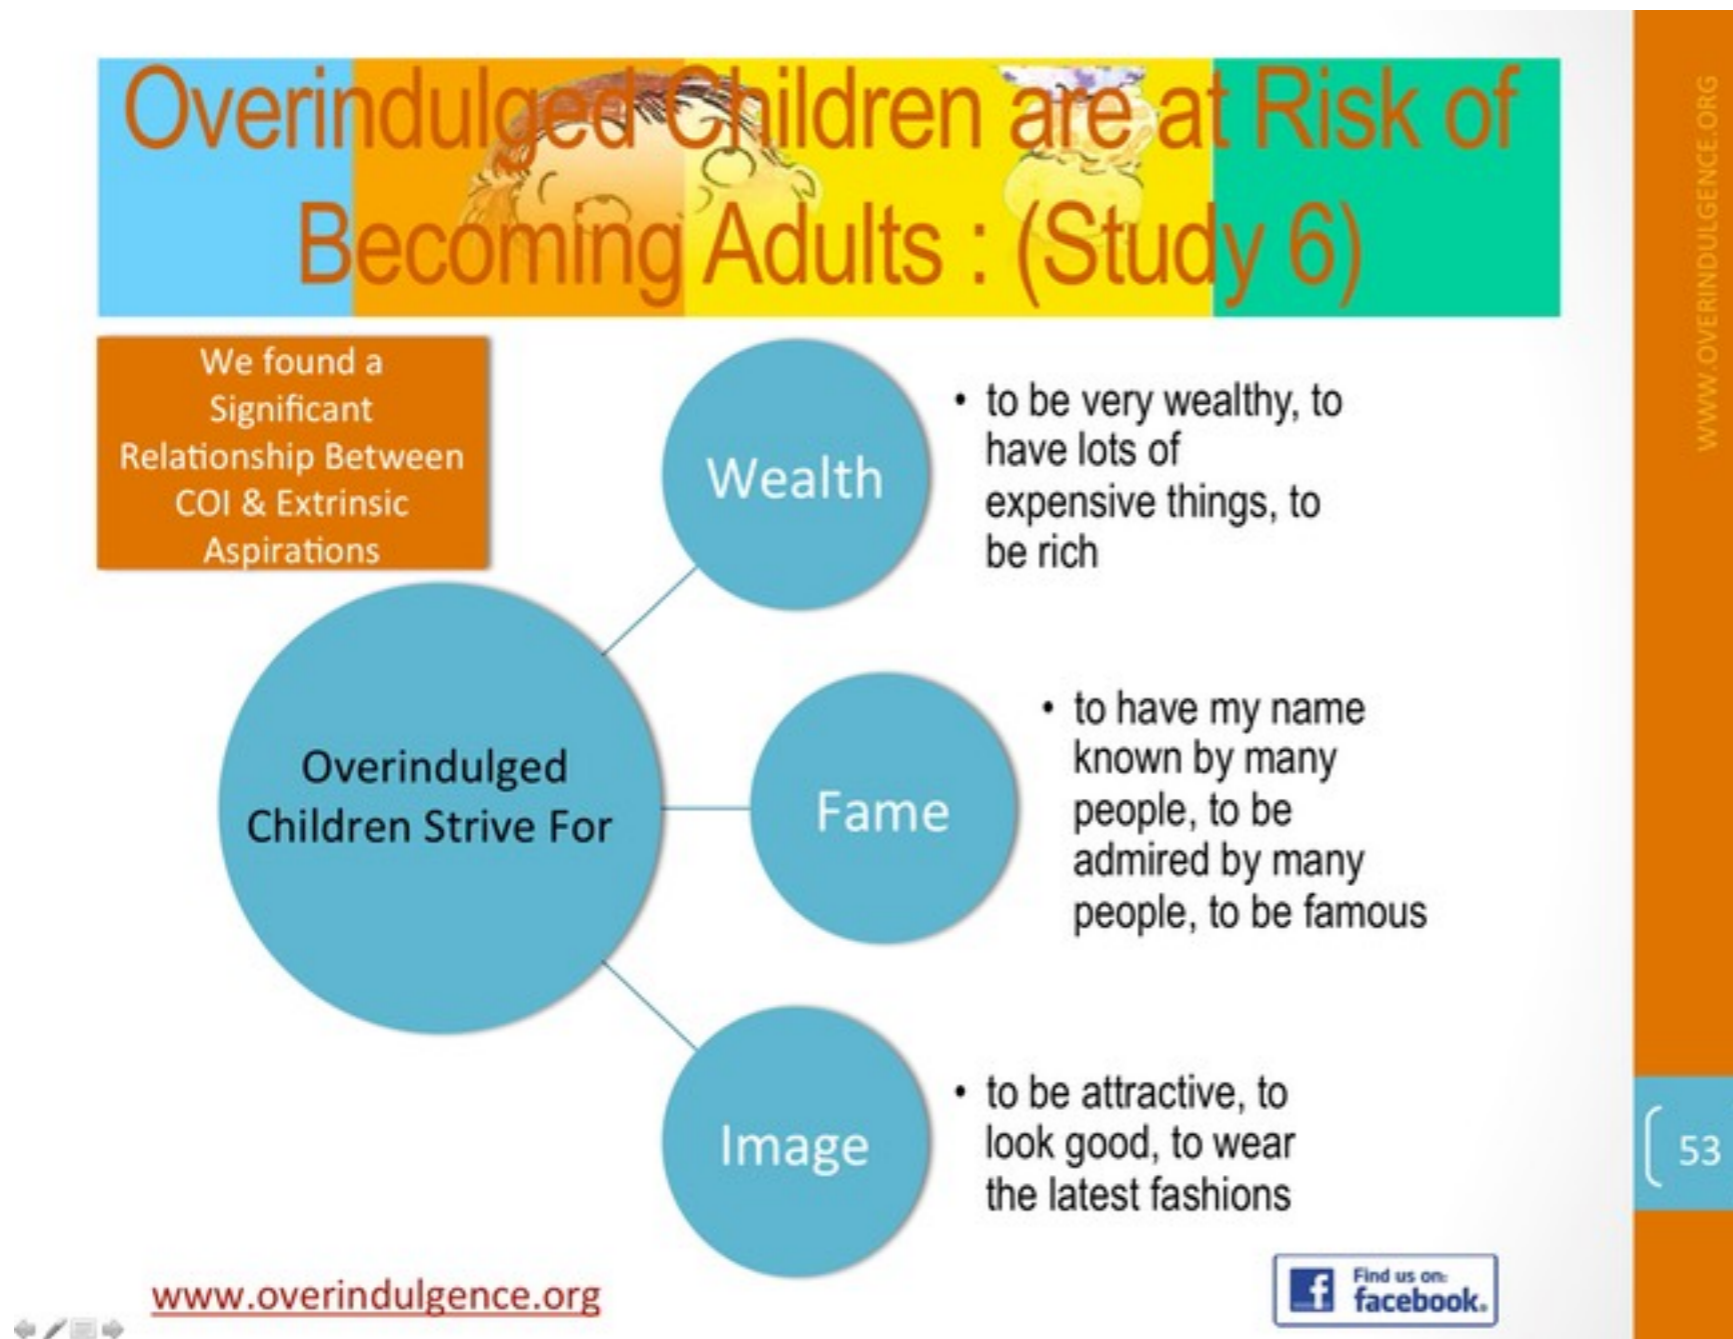 Overindulged Children are at Risk of
Becoming Adults : (Study 6)
We found a
Significant
Relationship Between
COI & Extrinsic
Aspirations
Overindulged
Children Strive For
Wealth
• to be very wealthy, to
have lots of
expensive things, to
be rich
Fame
• to have my name
known by many
people, to be
admired by many
people, to be famous
Image
• to be attractive, to
look good, to wear
the latest fashions
www.overindulgence.org
Find us on:
facebook.
WWW.OVERINDULGENCE.ORG
53